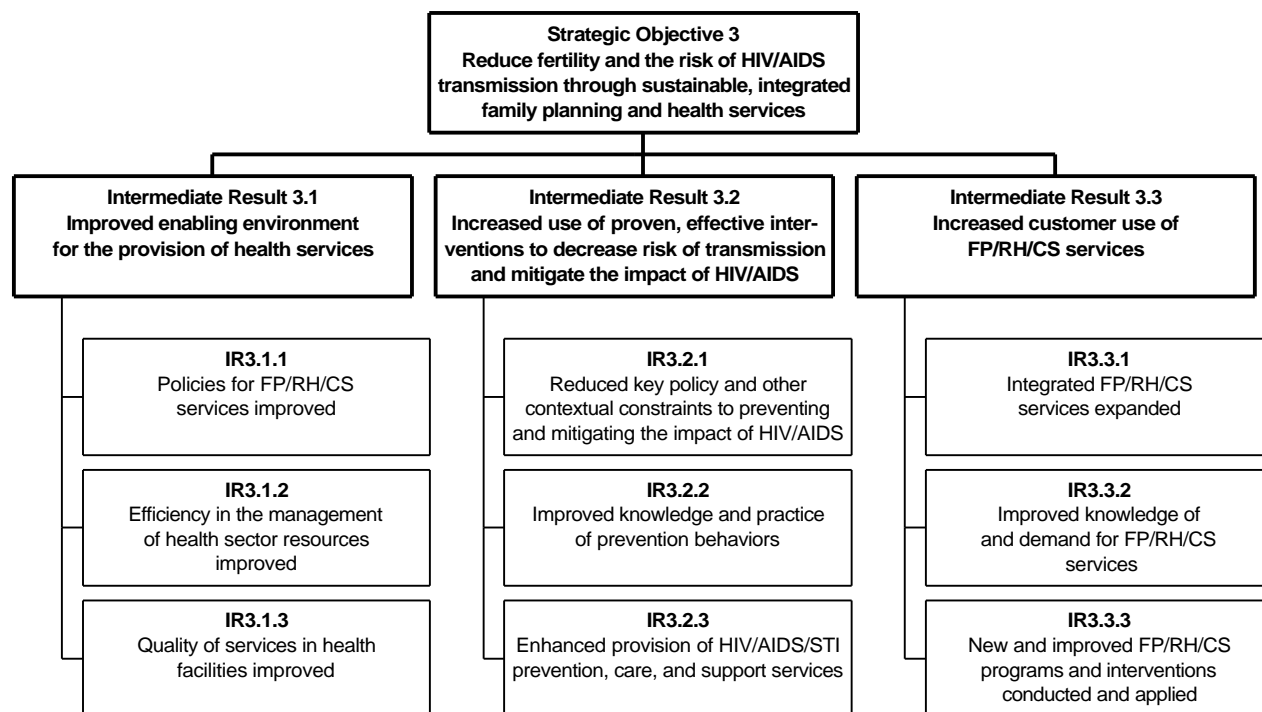 Strategic Objective 3
Reduce fertility and the risk of HIV/AIDS
transmission through sustainable, integrated
family planning and health services
Intermediate Result 3.1
Improved enabling environment
for the provision of health services
Intermediate Result 3.2
Increased use of proven, effective inter-
ventions to decrease risk of transmission
and mitigate the impact of HIV/AIDS
Intermediate Result 3.3
Increased customer use of
FP/RH/CS services
IR3.1.1
Policies for FP/RH/CS
services improved
IR3.1.2
Efficiency in the management
of health sector resources
improved
IR3.1.3
Quality of services in health
facilities improved
IR3.2.1
Reduced key policy and other
contextual constraints to preventing
and mitigating the impact of HIV/AIDS
IR3.2.2
Improved knowledge and practice
of prevention behaviors
IR3.2.3
Enhanced provision of HIV/AIDS/STI
prevention, care, and support services
IR3.3.1
Integrated FP/RH/CS
services expanded
IR3.3.2
Improved knowledge of
and demand for FP/RH/CS
services
IR3.3.3
New and improved FP/RH/CS
programs and interventions
conducted and applied